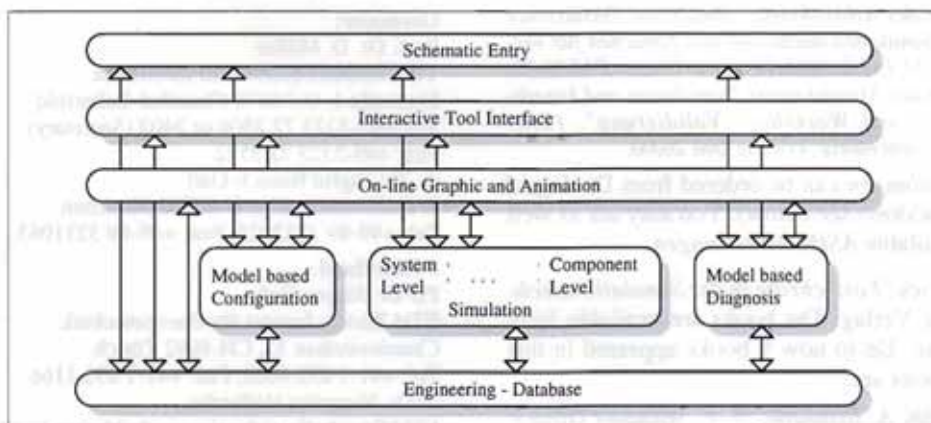 Schematic Entry
Interactive Tool Interface
On-line Graphic and Animation
Model based
Configuration
System
Level
. . .
Component
Level
Simulation
Model based
Diagnosis
Engineering - Database